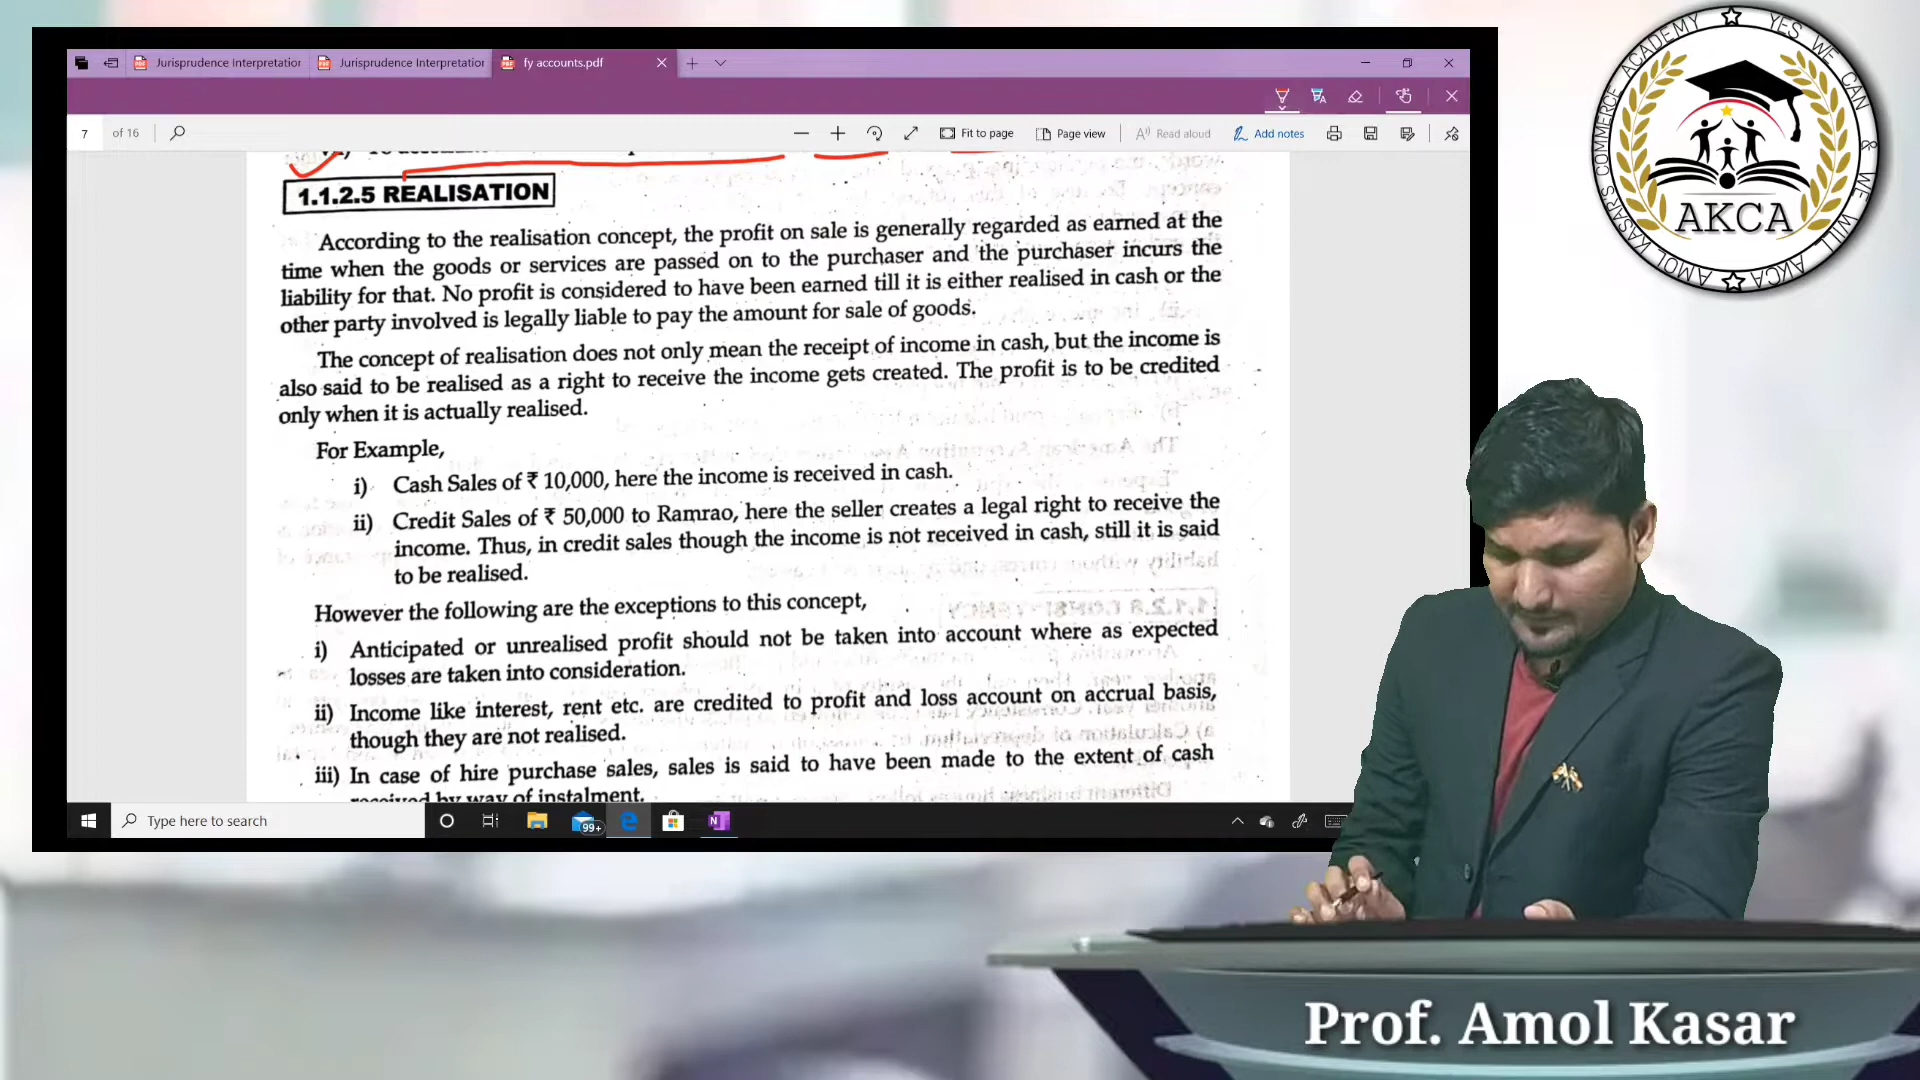 Jurisprudence Interpretation
Jurisprudence Interpretation
fy accounts.pdf
7 of 16
Fit to page
Page view
Read aloud
Add notes
1.1.2.5 REALISATION
According to the realisation concept, the profit on sale is generally regarded as earned at the
time when the goods or services are passed on to the purchaser and the purchaser incurs the
liability for that. No profit is considered to have been earned till it is either realised in cash or the
other party involved is legally liable to pay the amount for sale of goods.
The concept of realisation does not only mean the receipt of income in cash, but the income is
also said to be realised as a right to receive the income gets created. The profit is to be credited
only when it is actually realised.
For Example,
i) Cash Sales of ₹ 10,000, here the income is received in cash.
ii) Credit Sales of ₹ 50,000 to Ramrao, here the seller creates a legal right to receive the
income. Thus, in credit sales though the income is not received in cash, still it is said
to be realised.
However the following are the exceptions to this concept,
i) Anticipated or unrealised profit should not be taken into account where as expected
losses are taken into consideration.
ii) Income like interest, rent etc. are credited to profit and loss account on accrual basis,
though they are not realised.
iii) In case of hire purchase sales, sales is said to have been made to the extent of cash
received by way of instalment.
Type here to search
99+
AMOL KASAR'S COMMERCE ACADEMY
YES WE CAN & WE WILL
AKCA
AKCA
Prof. Amol Kasar